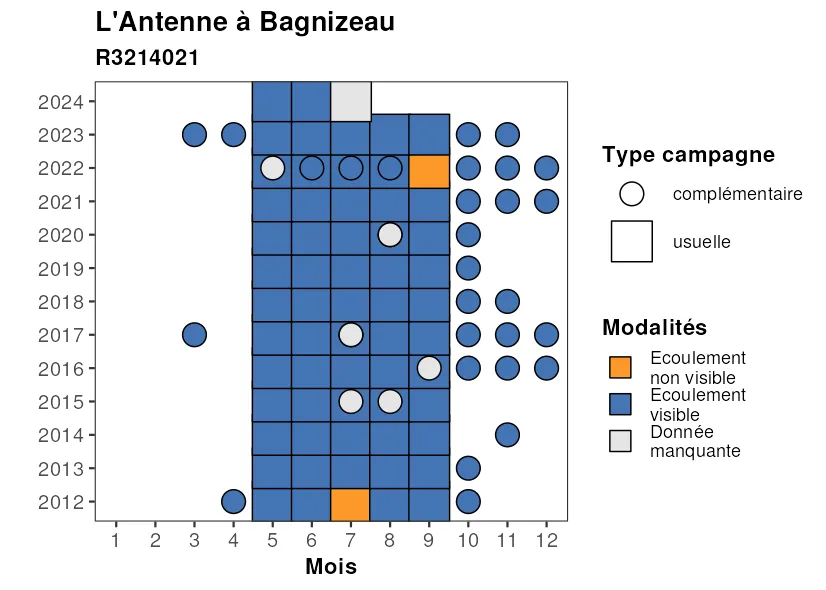 L'Antenne à Bagnizeau
R3214021
2024
2023
2022
2021
2020
2019
2018
2017
2016
2015
2014
2013
2012
1 2 3 4 5 6 7 8 9 10 11 12
Mois
Type campagne
complémentaire
usuelle
Modalités
Ecoulement
non visible
Ecoulement
visible
Donnée
manquante